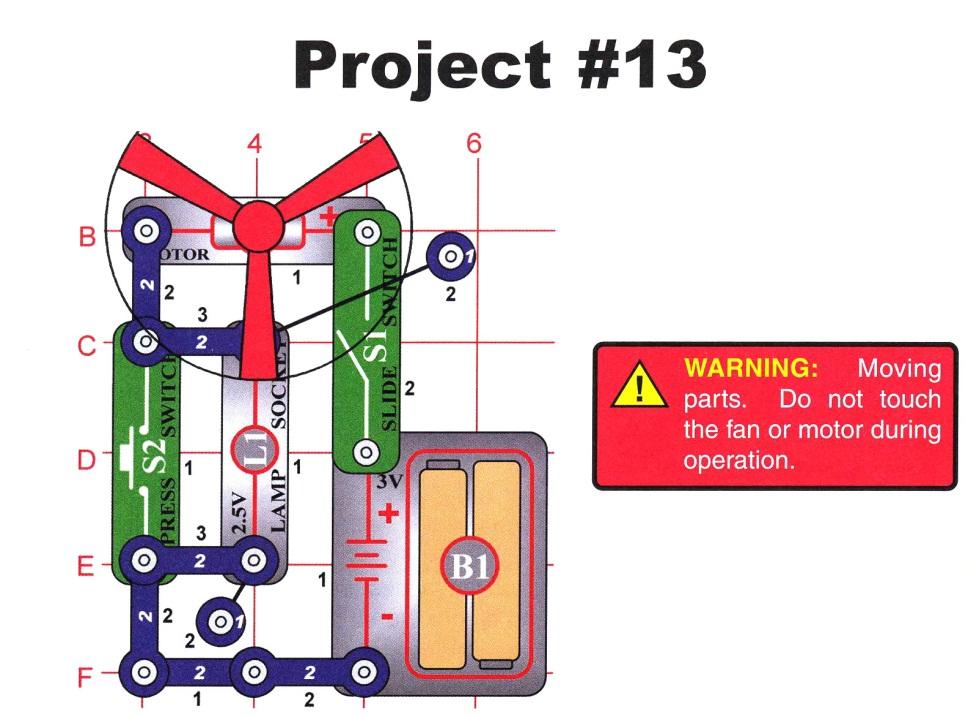 Project #13
4 5 6
B
+
OTOR
1
2
2
1
2
3
2
C
SLIDE SWITCH
S1
2
WARNING: Moving
parts. Do not touch
the fan or motor during
operation.
!
PRESS SWITCH
S2
LAMP SOCKET
L1
2.5V
D
1
1
3V
+
B1
-
1
3
2
E
2
2
1
2
F
2
2
1
2